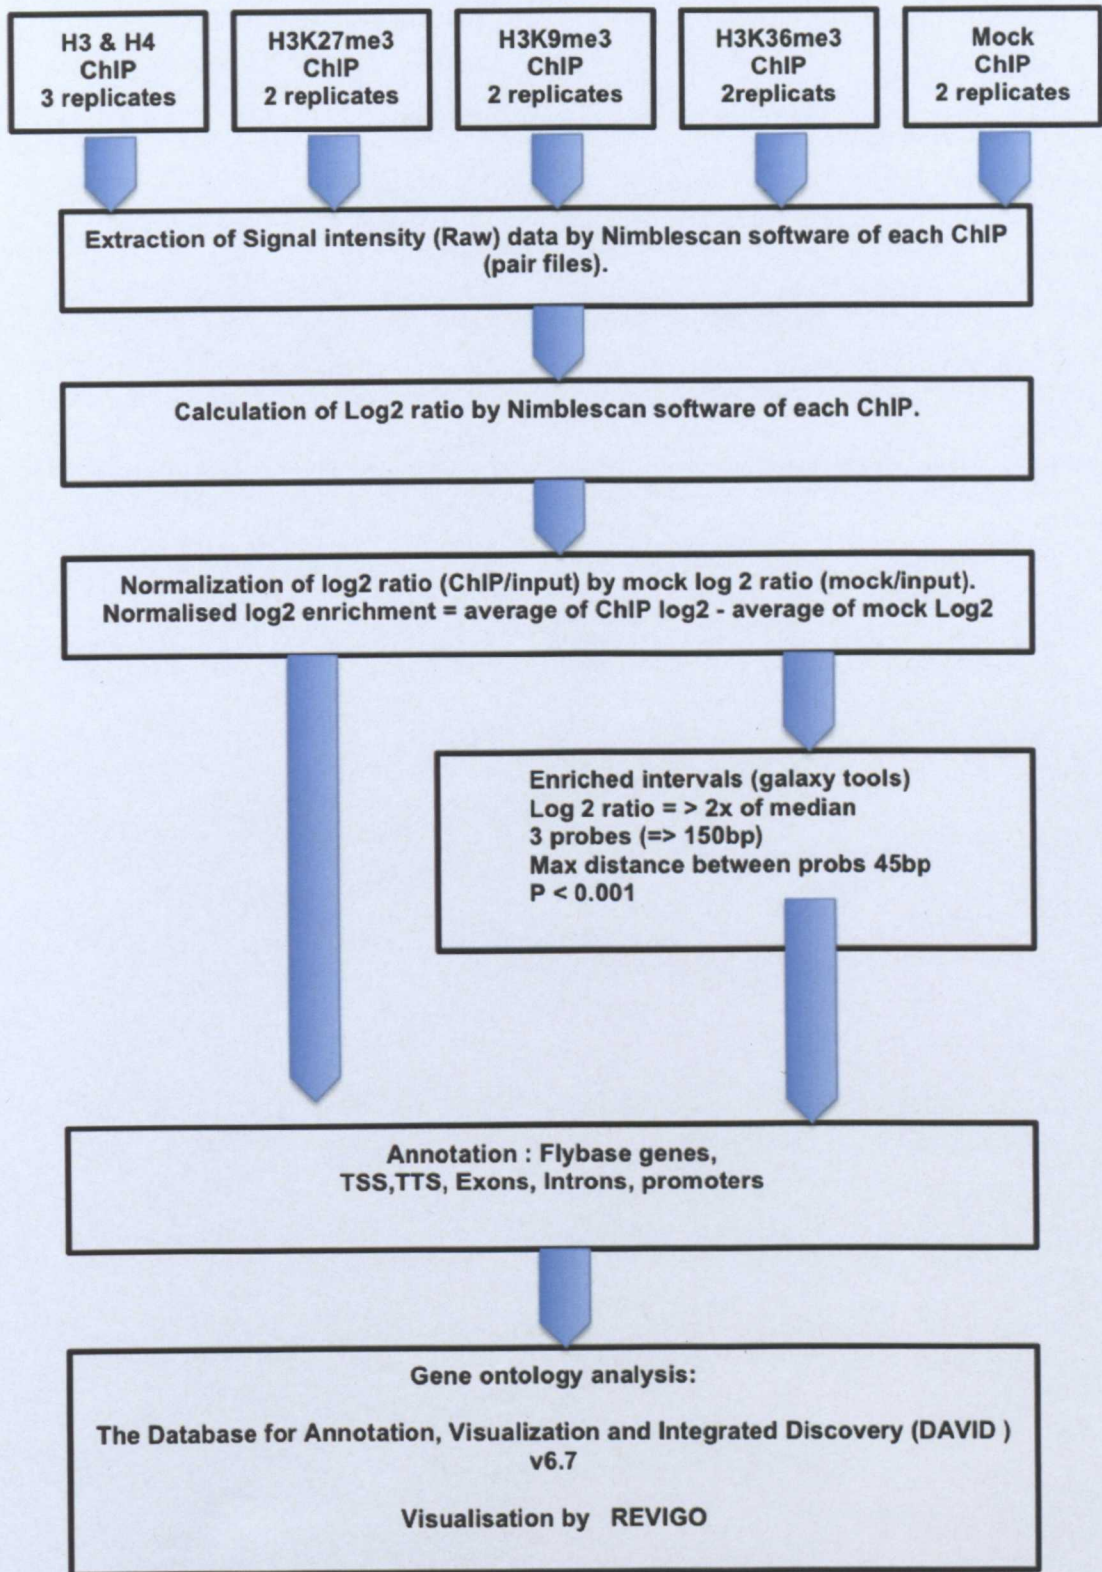 H3 & H4
ChIP
3 replicates
H3K27me3
ChIP
2 replicates
H3K9me3
ChIP
2 replicates
H3K36me3
ChIP
2replicats
Mock
ChIP
2 replicates
Extraction of Signal intensity (Raw) data by Nimblescan software of each ChIP
(pair files).
Calculation of Log2 ratio by Nimblescan software of each ChIP.
Normalization of log2 ratio (ChIP/input) by mock log 2 ratio (mock/input).
Normalised log2 enrichment = average of ChIP log2 - average of mock Log2
Enriched intervals (galaxy tools)
Log 2 ratio = > 2x of median
3 probes (=> 150bp)
Max distance between probs 45bp
P < 0.001
Annotation : Flybase genes,
TSS,TTS, Exons, Introns, promoters
Gene ontology analysis:
The Database for Annotation, Visualization and Integrated Discovery (DAVID )
v6.7
Visualisation by REVIGO